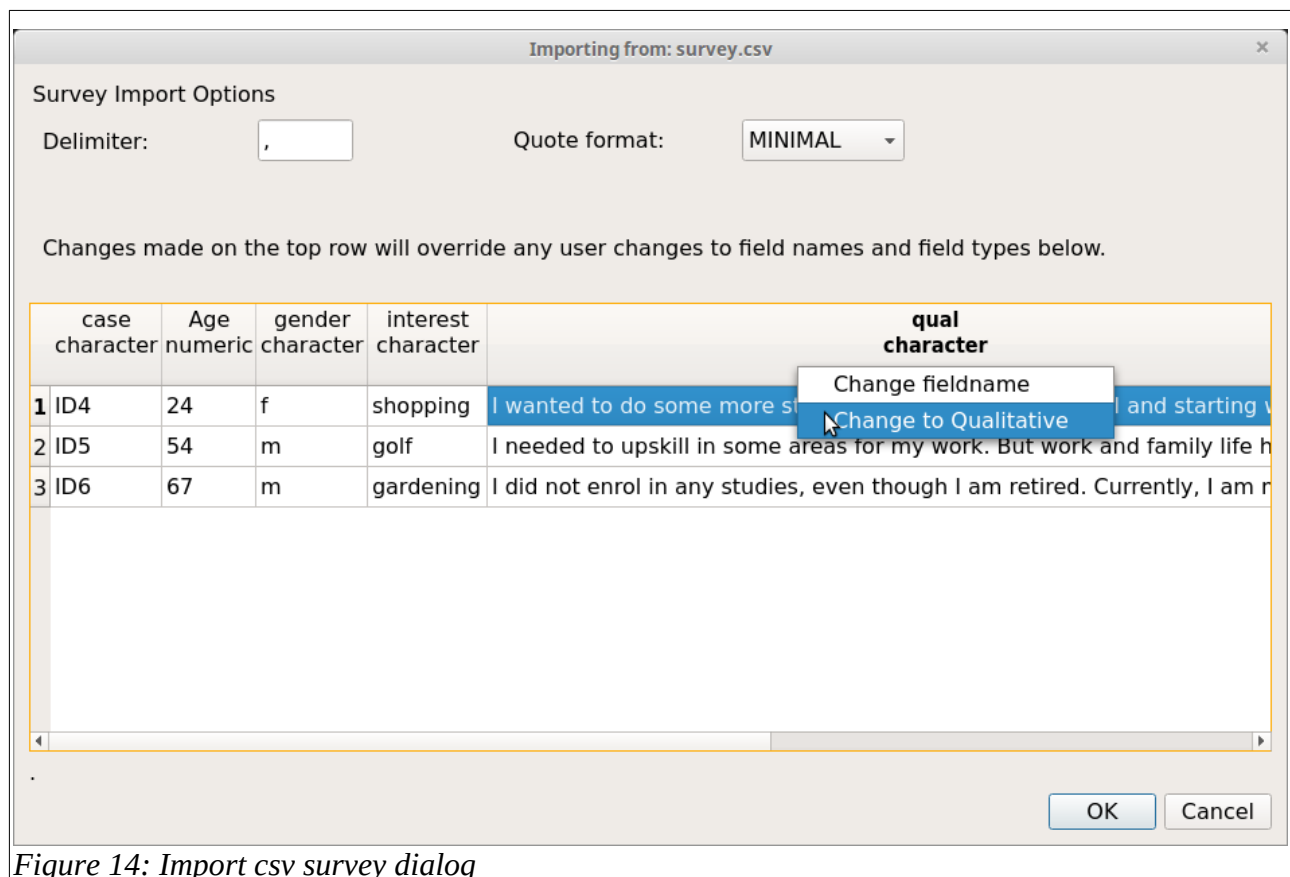 Importing from: survey.csv ×
Survey Import Options
Delimiter: , Quote format: MINIMAL
Changes made on the top row will override any user changes to field names and field types below.
case Age gender interest qual
character numeric character character character
Change fieldname
1 ID4 24 f shopping I wanted to do some more and starting
Change to Qualitative
2 ID5 54 m golf I needed to upskill in some areas for my work. But work and family life
3 ID6 67 m gardening I did not enrol in any studies, even though I am retired. Currently, I am
.
OK Cancel
Figure 14: Import csv survey dialog